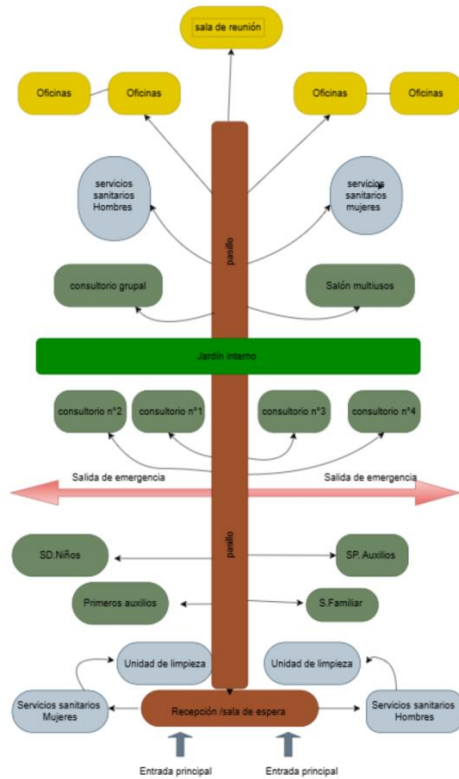 sala de reunión
Oficinas
Oficinas
Oficinas
Oficinas
servicios
sanitarios
Hombres
servicios
sanitarios
mujeres
pasillo
consultorio grupal
Salón multiusos
Jardín interno
consultorio n°2
consultorio n°1
consultorio n°3
consultorio n°4
Salida de emergencia
Salida de emergencia
pasillo
SD.Niños
SP. Auxilios
Primeros auxilios
S.Familiar
Unidad de limpieza
Unidad de limpieza
Servicios sanitarios
Mujeres
Recepción /sala de espera
Servicios sanitarios
Hombres
Entrada principal
Entrada principal